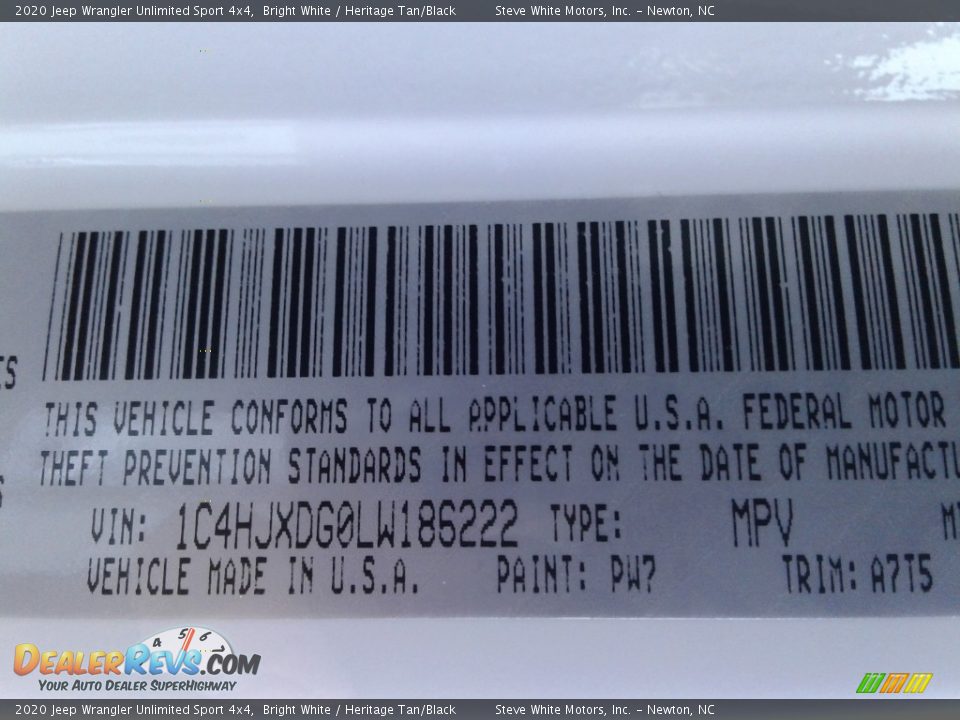 2020 Jeep Wrangler Unlimited Sport 4x4, Bright White / Heritage Tan/Black Steve White Motors, Inc. – Newton, NC
THIS VEHICLE CONFORMS TO ALL APPLICABLE U.S.A. FEDERAL MOTOR
THEFT PREVENTION STANDARDS IN EFFECT ON THE DATE OF MANUFACTU
VIN: 1C4HJXDG0LW186222 TYPE: MPV
VEHICLE MADE IN U.S.A. PAINT: PW7 TRIM: A7T5
4 5 6
DEALERREVS.COM
YOUR AUTO DEALER SUPERHIGHWAY
2020 Jeep Wrangler Unlimited Sport 4x4, Bright White / Heritage Tan/Black Steve White Motors, Inc. – Newton, NC